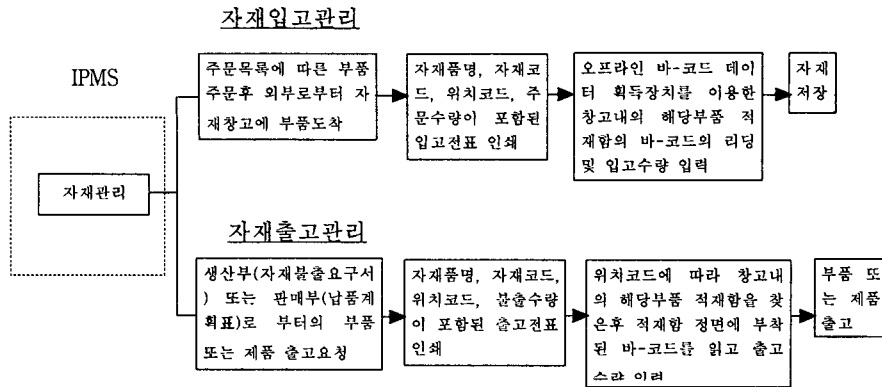 자재입고관리
IPMS
주문목록에 따른 부품
주문후 외부로부터 자
재창고에 부품도착
자재품명, 자재코
드, 위치코드, 주
문수량이 포함된
입고전표 인쇄
오프라인 바-코드 데이
터 획득장치를 이용한
창고내의 해당부품 적
재함의 바-코드의 리딩
및 입고수량 입력
자재
저장
자재관리
자재출고관리
생산부(자재불출요구서
) 또는 판매부(납품계
획표)로 부터의 부품
또는 제품 출고요청
자재품명, 자재코드,
위치코드, 불출수량
이 포함된 출고전표
인쇄
위치코드에 따라 창고내
의 해당부품 적재함을 찾
은후 적재함 정면에 부착
된 바-코드를 읽고 출고
수량 입력
부품 또
는 제품
출고